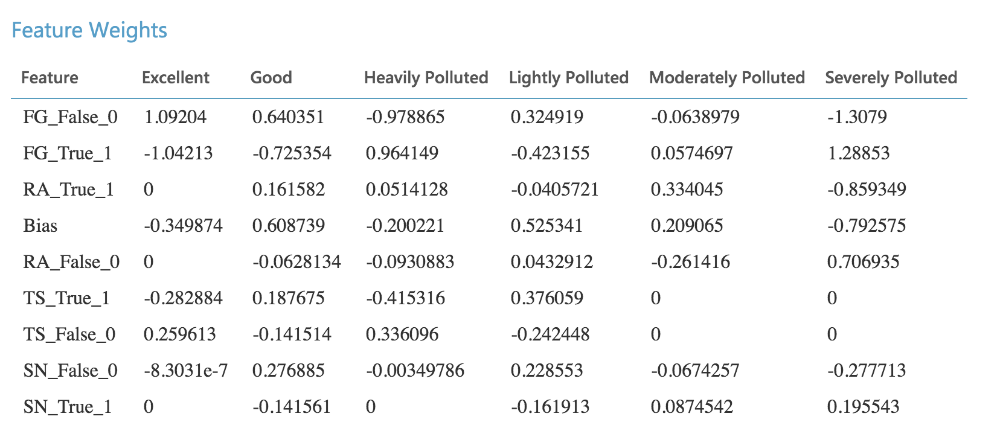 Feature Weights
Feature Excellent Good Heavily Polluted Lightly Polluted Moderately Polluted Severely Polluted
FG_False_0 1.09204 0.640351 -0.978865 0.324919 -0.0638979 -1.3079
FG_True_1 -1.04213 -0.725354 0.964149 -0.423155 0.0574697 1.28853
RA_True_1 0 0.161582 0.0514128 -0.0405721 0.334045 -0.859349
Bias -0.349874 0.608739 -0.200221 0.525341 0.209065 -0.792575
RA_False_0 0 -0.0628134 -0.0930883 0.0432912 -0.261416 0.706935
TS_True_1 -0.282884 0.187675 -0.415316 0.376059 0 0
TS_False_0 0.259613 -0.141514 0.336096 -0.242448 0 0
SN_False_0 -8.3031e-7 0.276885 -0.00349786 0.228553 -0.0674257 -0.277713
SN_True_1 0 -0.141561 0 -0.161913 0.0874542 0.195543